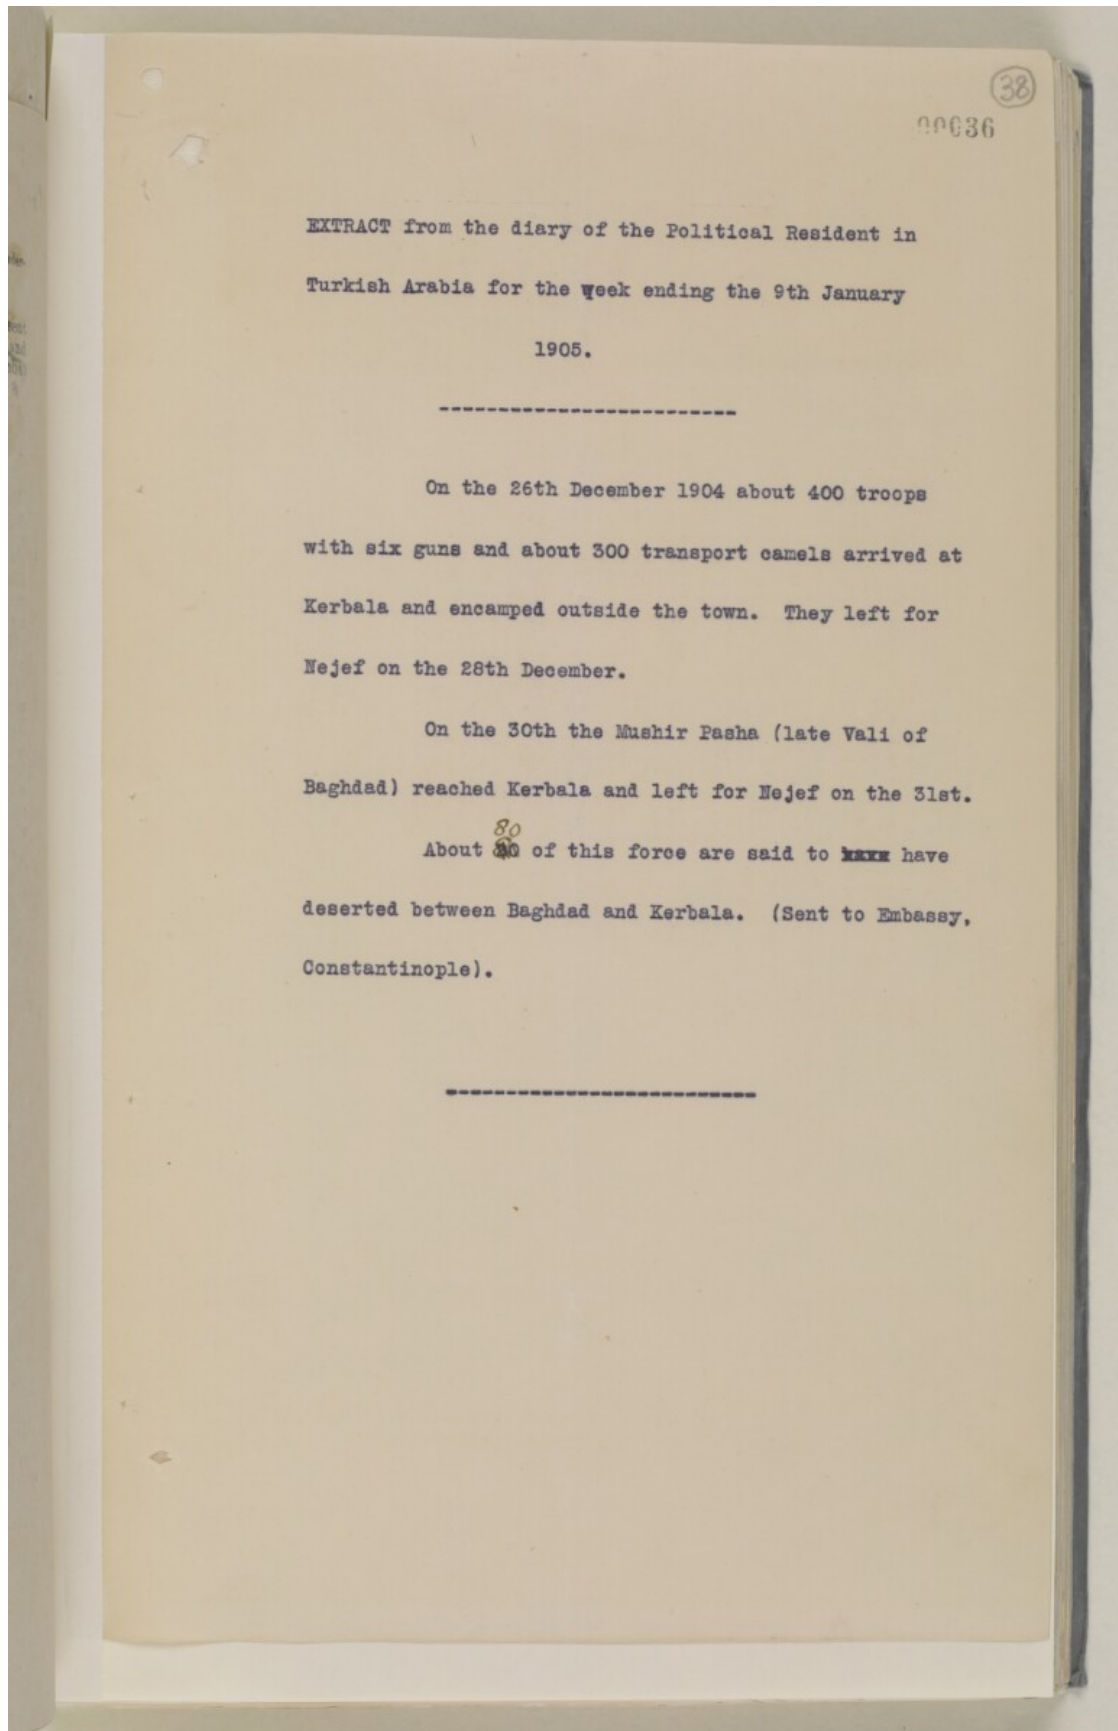 38
00036
EXTRACT from the diary of the Political Resident in
Turkish Arabia for the week ending the 9th January
1905.
-------------------------
On the 26th December 1904 about 400 troops
with six guns and about 300 transport camels arrived at
Kerbala and encamped outside the town. They left for
Nejef on the 28th December.
On the 30th the Mushir Pasha (late Vali of
Baghdad) reached Kerbala and left for Nejef on the 31st.
80
About of this force are said to have
deserted between Baghdad and Kerbala. (Sent to Embassy,
Constantinople).
--------------------------